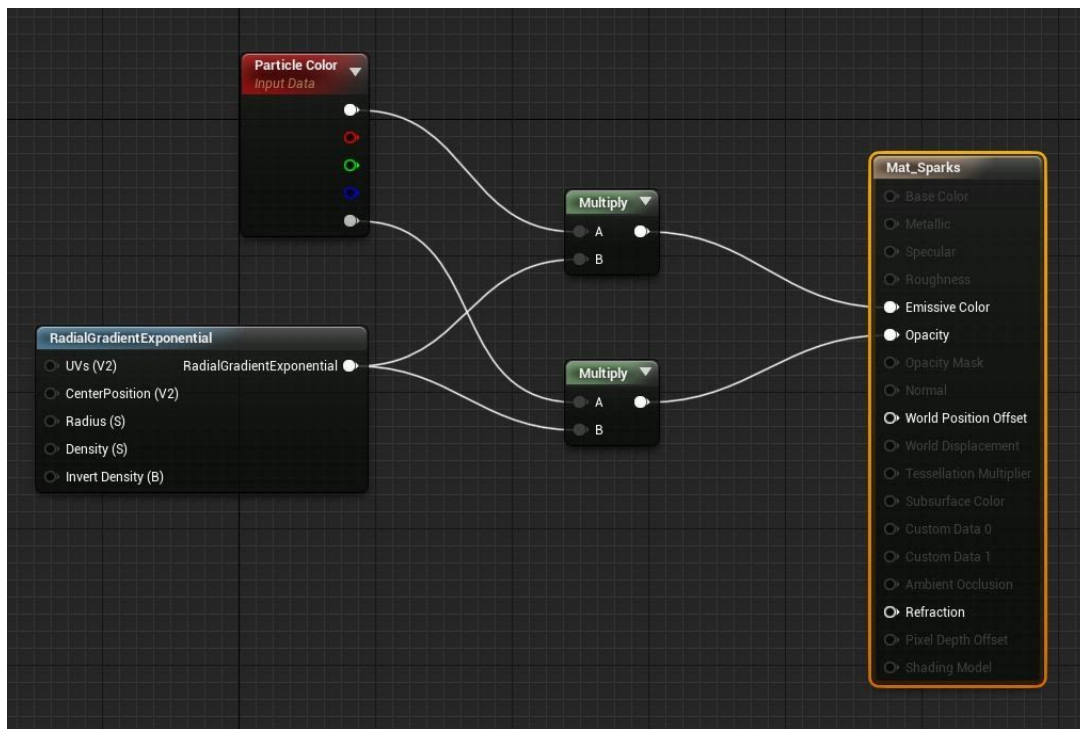 Particle Color
Input Data
RadialGradientExponential
UVs (V2) RadialGradientExponential
CenterPosition (V2)
Radius (S)
Density (S)
Invert Density (B)
Multiply
A
B
Multiply
A
B
Mat_Sparks
Base Color
Metallic
Specular
Roughness
Emissive Color
Opacity
Opacity Mask
Normal
World Position Offset
World Displacement
Tessellation Multiplier
Subsurface Color
Custom Data 0
Custom Data 1
Ambient Occlusion
Refraction
Pixel Depth Offset
Shading Model